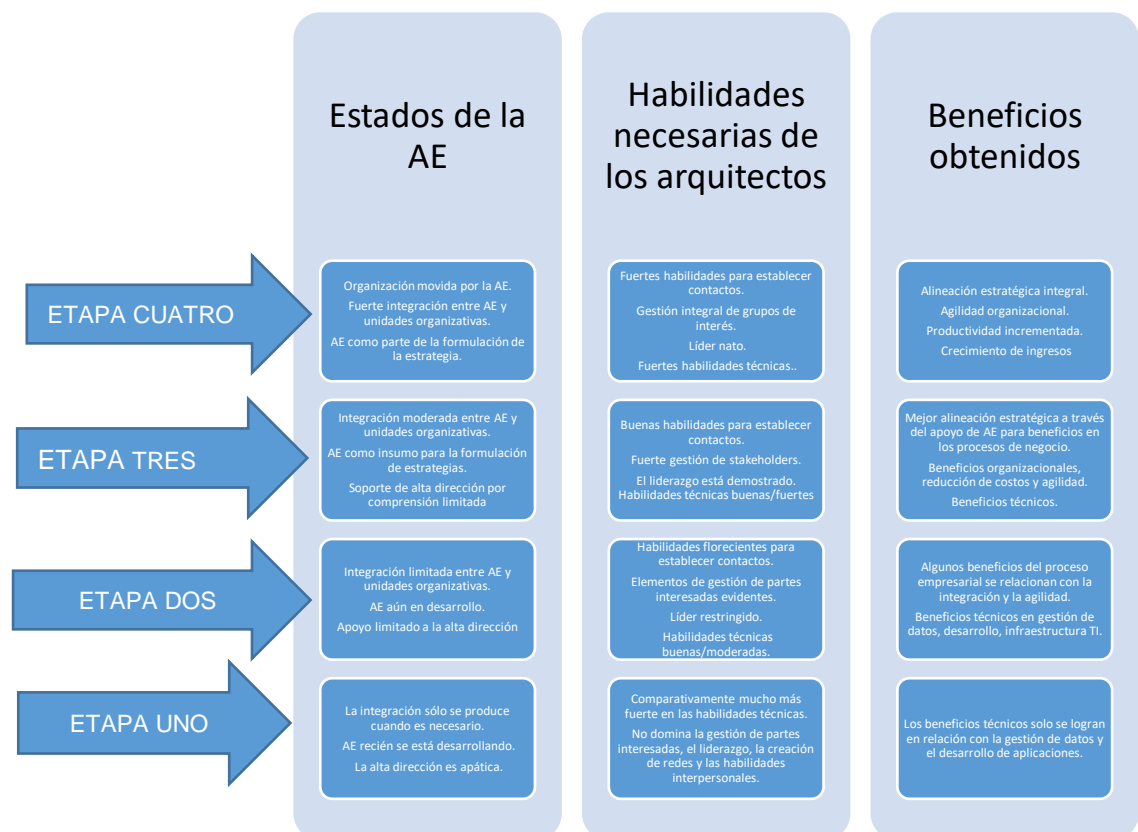 Estados de la
AE
Habilidades
necesarias de
los arquitectos
Beneficios
obtenidos
ETAPA CUATRO
Organización movida por la AE.
Fuerte integración entre AE y
unidades organizativas.
AE como parte de la formulación de
la estrategia.
Fuertes habilidades para establecer
contactos.
Gestión integral de grupos de
interés.
Líder nato.
Fuertes habilidades técnicas..
Alineación estratégica integral.
Agilidad organizacional.
Productividad incrementada.
Crecimiento de ingresos
ETAPA TRES
Integración moderada entre AE y
unidades organizativas.
AE como insumo para la formulación
de estrategias.
Soporte de alta dirección por
comprensión limitada
Buenas habilidades para establecer
contactos.
Fuerte gestión de stakeholders.
El liderazgo está demostrado.
Habilidades técnicas buenas/fuertes
Mejor alineación estratégica a través
del apoyo de AE para beneficios en
los procesos de negocio.
Beneficios organizacionales,
reducción de costos y agilidad.
Beneficios técnicos.
ETAPA DOS
Integración limitada entre AE y
unidades organizativas.
AE aún en desarrollo.
Apoyo limitado a la alta dirección
Habilidades florecientes para
establecer contactos.
Elementos de gestión de partes
interesadas evidentes.
Líder restringido.
Habilidades técnicas
buenas/moderadas.
Algunos beneficios del proceso
empresarial se relacionan con la
integración y la agilidad.
Beneficios técnicos en gestión de
datos, desarrollo, infraestructura TI.
ETAPA UNO
La integración sólo se produce
cuando es necesario.
AE recién se está desarrollando.
La alta dirección es apática.
Comparativamente mucho más
fuerte en las habilidades técnicas.
No domina la gestión de partes
interesadas, el liderazgo, la creación
de redes y las habilidades
interpersonales.
Los beneficios técnicos solo se logran
en relación con la gestión de datos y
el desarrollo de aplicaciones.